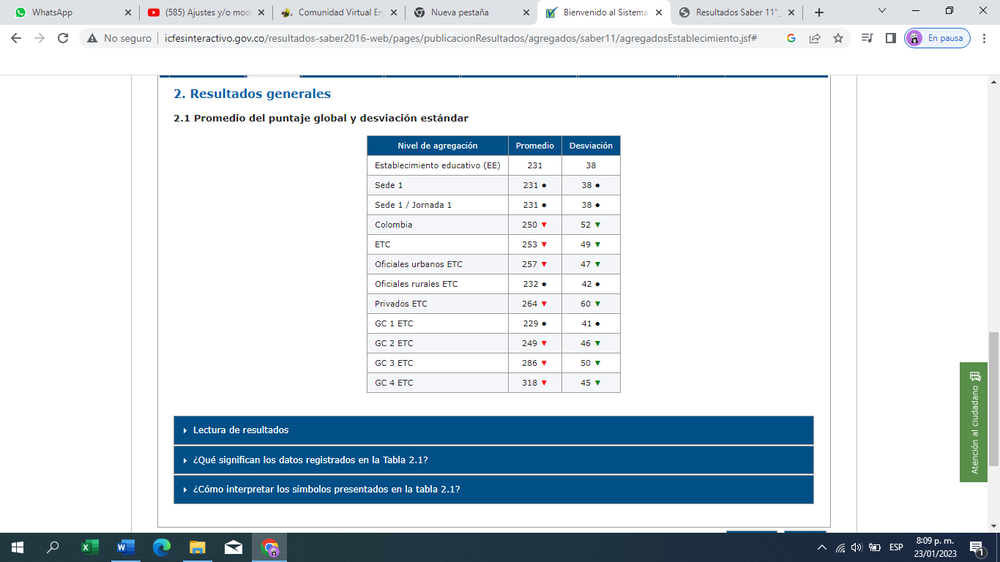 WhatsApp
(585) Ajustes y/o mod
Comunidad Virtual En
Nueva pestaña
Bienvenido al Sistema
Resultados Saber 11°_
No seguro
icfesinteractivo.gov.co/resultados-saber2016-web/pages/publicacionResultados/agregados/saber11/agregadosEstablecimiento.jsf#
En pausa
2. Resultados generales
2.1 Promedio del puntaje global y desviación estándar
Nivel de agregación Promedio Desviación
Establecimiento educativo (EE) 231 38
Sede 1 231 ● 38 ●
Sede 1 / Jornada 1 231 ● 38 ●
Colombia 250 ▼ 52 ▼
ETC 253 ▼ 49 ▼
Oficiales urbanos ETC 257 ▼ 47 ▼
Oficiales rurales ETC 232 ● 42 ●
Privados ETC 264 ▼ 60 ▼
GC 1 ETC 229 ● 41 ●
GC 2 ETC 249 ▼ 46 ▼
GC 3 ETC 286 ▼ 50 ▼
GC 4 ETC 318 ▼ 45 ▼
Lectura de resultados
¿Qué significan los datos registrados en la Tabla 2.1?
¿Cómo interpretar los símbolos presentados en la tabla 2.1?
Atención al ciudadano
ESP
8:09 p. m.
23/01/2023
1